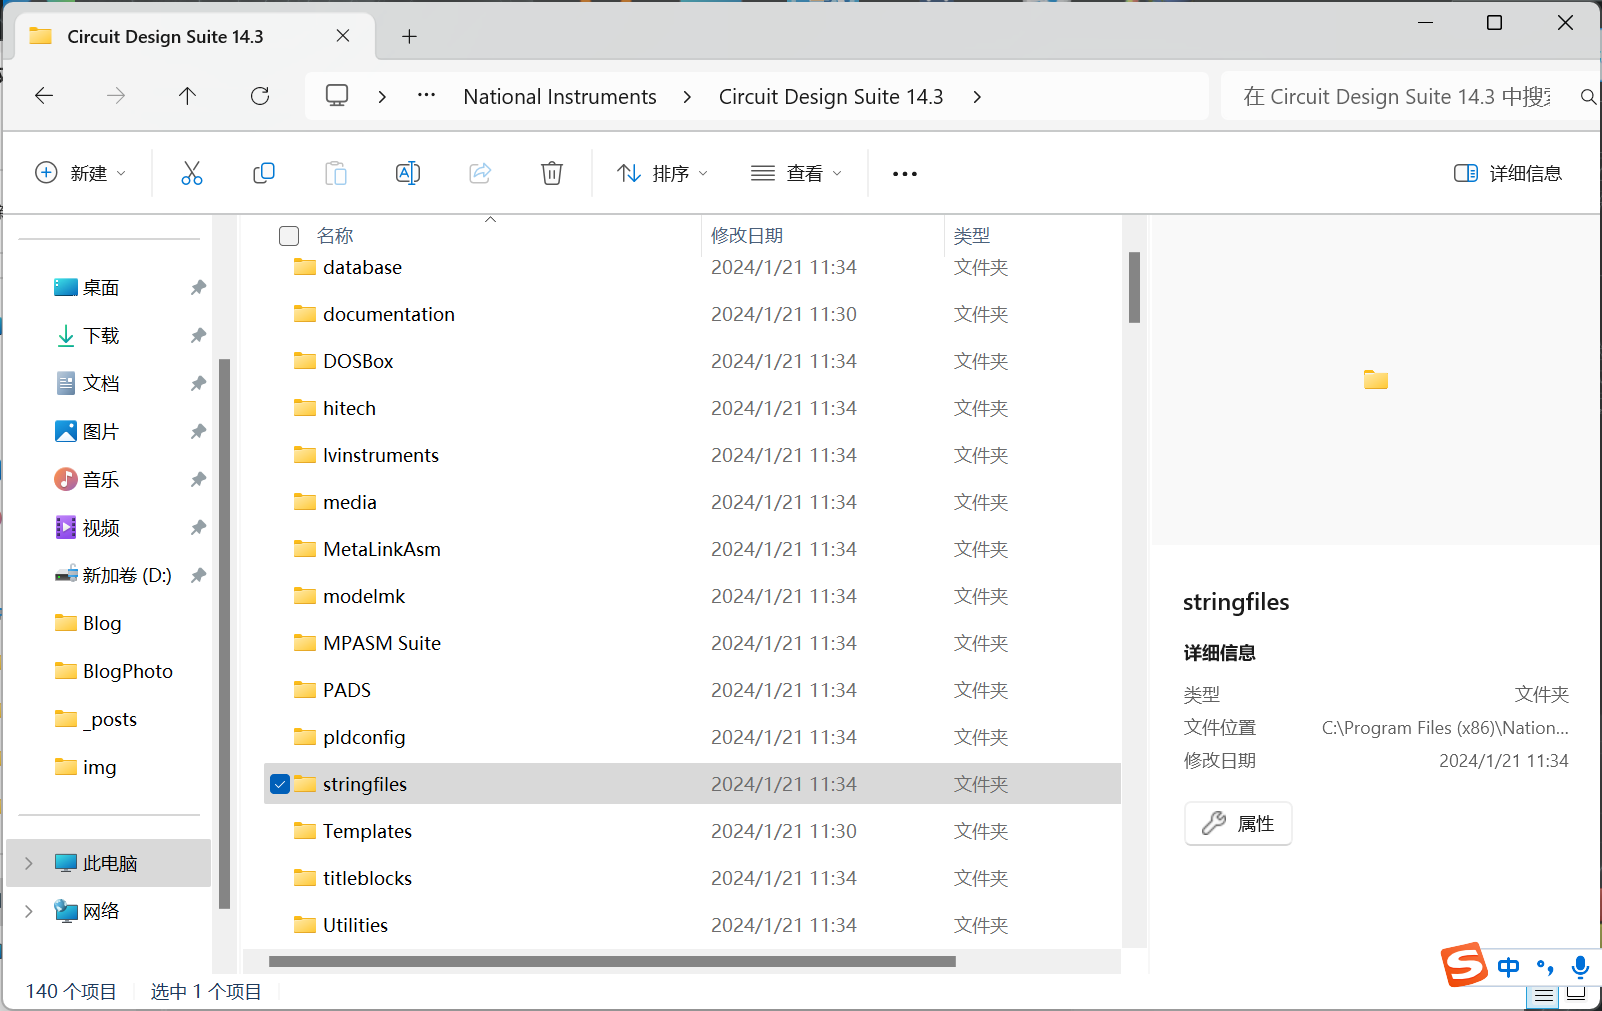 Circuit Design Suite 14.3
National Instruments
Circuit Design Suite 14.3
在 Circuit Design Suite 14.3 中搜
新建
排序
查看
详细信息
名称 修改日期 类型
桌面
下载
文档
图片
音乐
视频
新加卷 (D:)
Blog
BlogPhoto
_posts
img
此电脑
网络
database 2024/1/21 11:34 文件夹
documentation 2024/1/21 11:30 文件夹
DOSBox 2024/1/21 11:34 文件夹
hitech 2024/1/21 11:34 文件夹
lvinstruments 2024/1/21 11:34 文件夹
media 2024/1/21 11:34 文件夹
MetaLinkAsm 2024/1/21 11:34 文件夹
modelmk 2024/1/21 11:34 文件夹
MPASM Suite 2024/1/21 11:34 文件夹
PADS 2024/1/21 11:34 文件夹
pldconfig 2024/1/21 11:34 文件夹
stringfiles 2024/1/21 11:34 文件夹
Templates 2024/1/21 11:30 文件夹
titleblocks 2024/1/21 11:34 文件夹
Utilities 2024/1/21 11:34 文件夹
stringfiles
详细信息
类型 文件夹
文件位置 C:\Program Files (x86)\Nation...
修改日期 2024/1/21 11:34
属性
140 个项目 选中 1 个项目
中